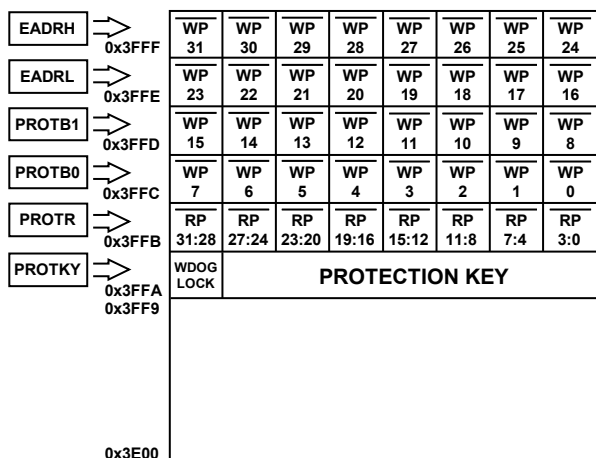 EADRH
0x3FFF
WP WP WP WP WP WP WP WP
31 30 29 28 27 26 25 24
EADRL
0x3FFE
WP WP WP WP WP WP WP WP
23 22 21 20 19 18 17 16
PROTB1
0x3FFD
WP WP WP WP WP WP WP WP
15 14 13 12 11 10 9 8
PROTB0
0x3FFC
WP WP WP WP WP WP WP WP
7 6 5 4 3 2 1 0
PROTR
0x3FFB
RP RP RP RP RP RP RP RP
31:28 27:24 23:20 19:16 15:12 11:8 7:4 3:0
PROTKY
0x3FFA
WDOG
LOCK
PROTECTION KEY
0x3FF9
0x3E00